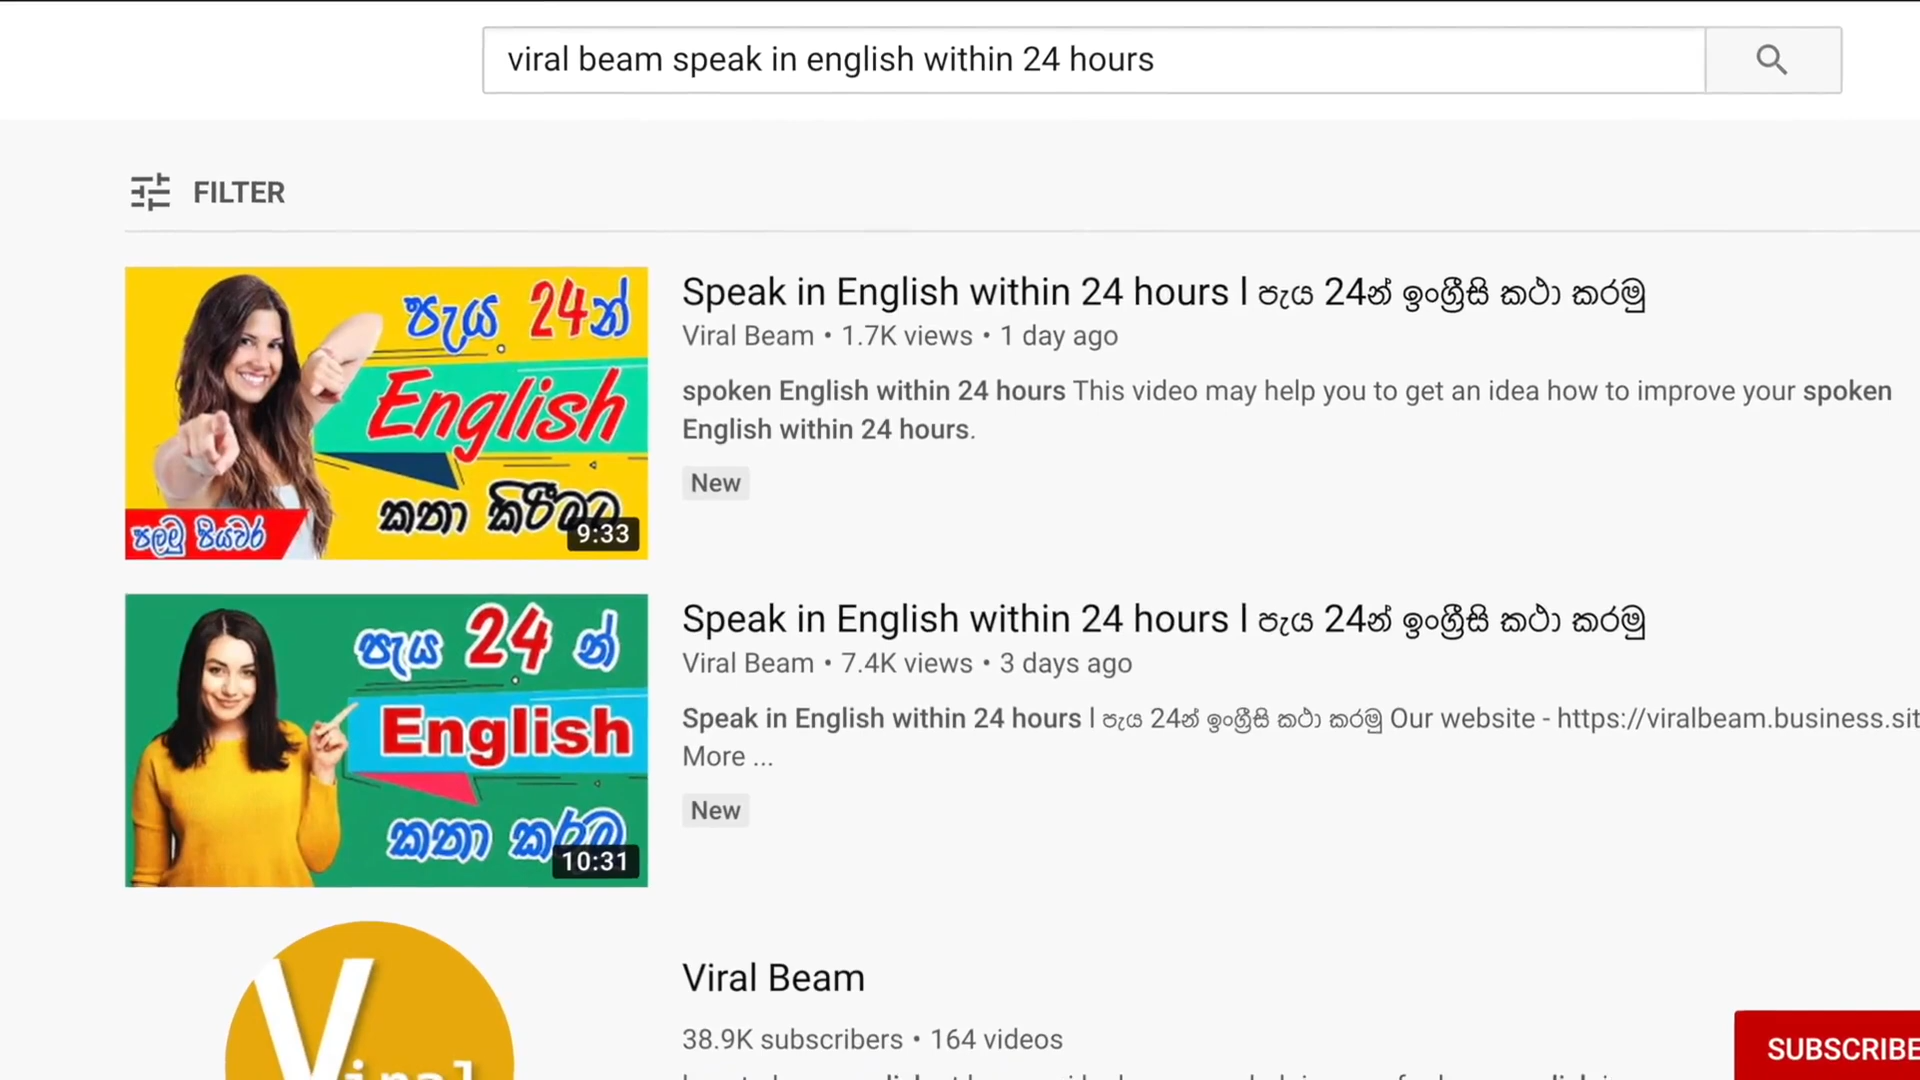 viral beam speak in english within 24 hours
FILTER
පැය 24න්
English
කතා කිරීමට
පලමු පියවර
9:33
Speak in English within 24 hours l පැය 24න් ඉංග්‍රීසි කථා කරමු
Viral Beam • 1.7K views • 1 day ago
spoken English within 24 hours This video may help you to get an idea how to improve your spoken
English within 24 hours.
New
පැය 24 න්
English
කතා කරමු
10:31
Speak in English within 24 hours l පැය 24න් ඉංග්‍රීසි කථා කරමු
Viral Beam • 7.4K views • 3 days ago
Speak in English within 24 hours l පැය 24න් ඉංග්‍රීසි කථා කරමු Our website - https://viralbeam.business.sit
More ...
New
Viral
Viral Beam
38.9K subscribers • 164 videos
SUBSCRIBE